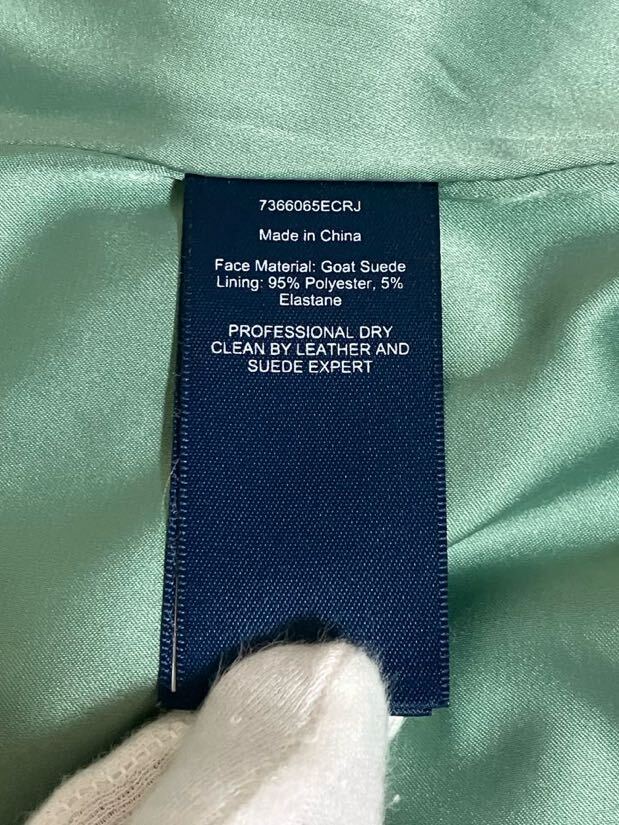 7366065ECRJ
Made in China
Face Material: Goat Suede
Lining: 95% Polyester, 5%
Elastane
PROFESSIONAL DRY
CLEAN BY LEATHER AND
SUEDE EXPERT